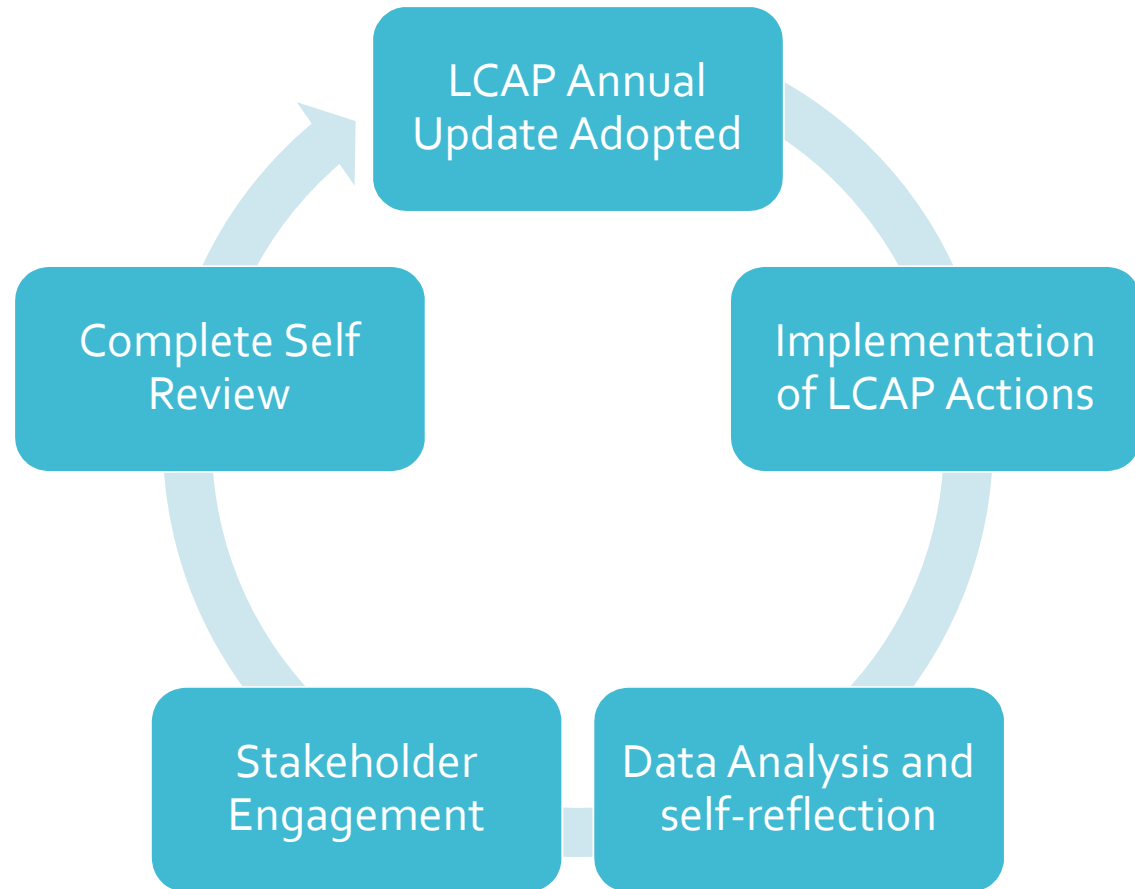 LCAP Annual
Update Adopted
Implementation
of LCAP Actions
Data Analysis and
self-reflection
Stakeholder
Engagement
Complete Self
Review